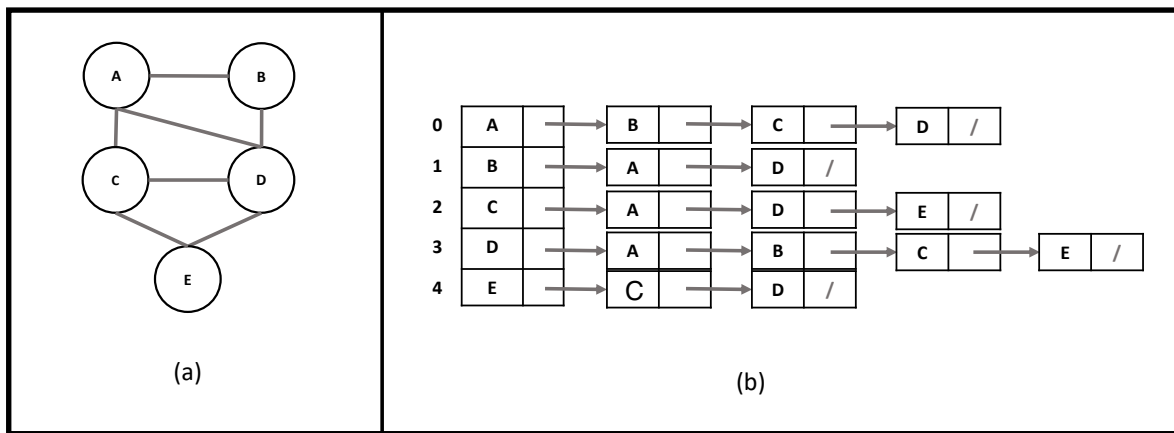 A B
C D
E
(a)
0 A B C D /
1 B A D /
2 C A D E /
3 D A B C E /
4 E C D /
(b)